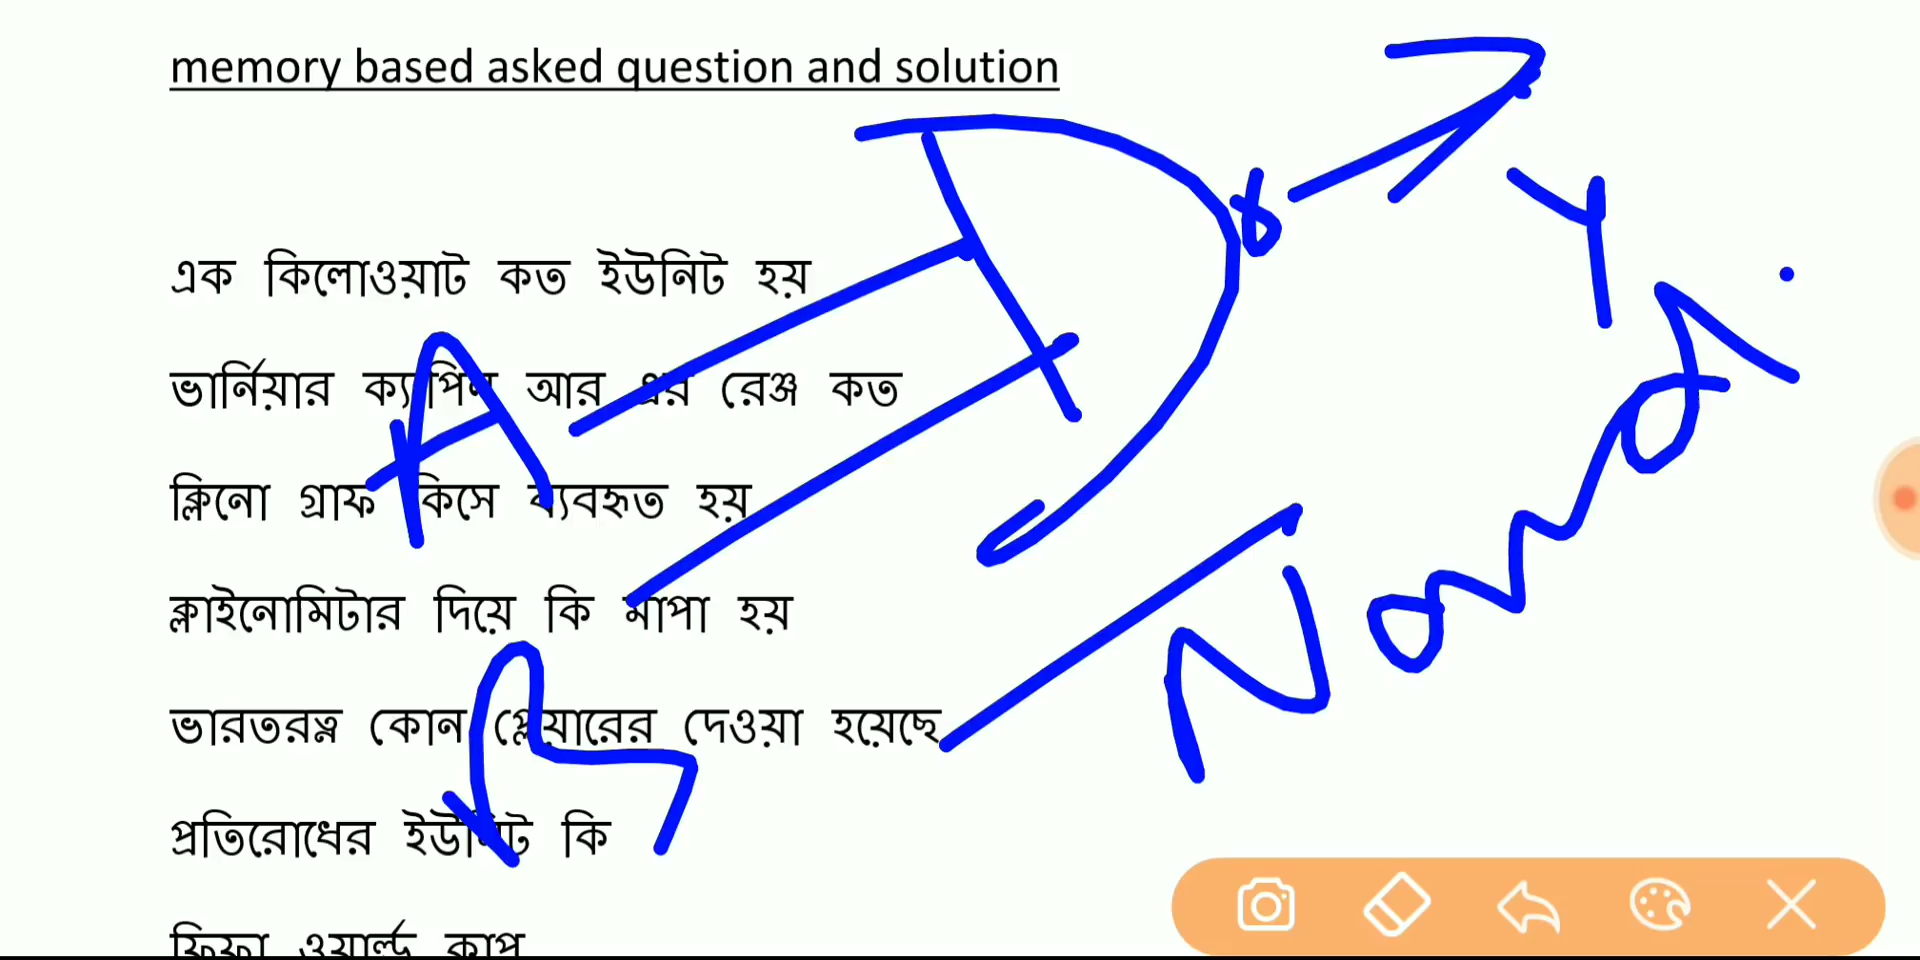 memory based asked question and solution
এক কিলোওয়াট কত ইউনিট হয়
ভার্নিয়ার ক্যাপিল আর এর রেঞ্জ কত
ক্লিনো গ্রাফ কিসে ব্যবহৃত হয়
ক্লাইনোমিটার দিয়ে কি মাপা হয়
ভারতরত্ন কোন প্লেয়ারের দেওয়া হয়েছে
প্রতিরোধের ইউনিট কি
ফিফা ওয়ার্ল্ড কাপ
A
B
Y